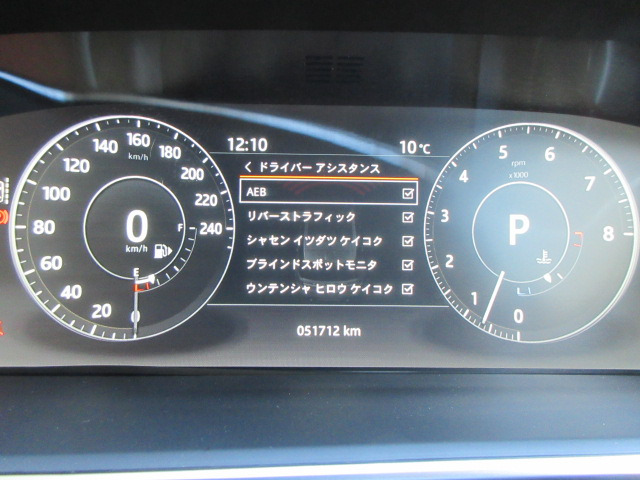 12:10
10℃
ドライバー アシスタンス
AEB
リバーストラフィック
シャセン イツダツ ケイコク
ブラインドスポットモニタ
ウンテンシャ ヒロウ ケイコク
051712 km
0
20
40
60
80
100
120
140
160
180
200
220
240
km/h
0
km/h
F
E
0
1
2
3
4
5
6
7
8
rpm
x1000
P